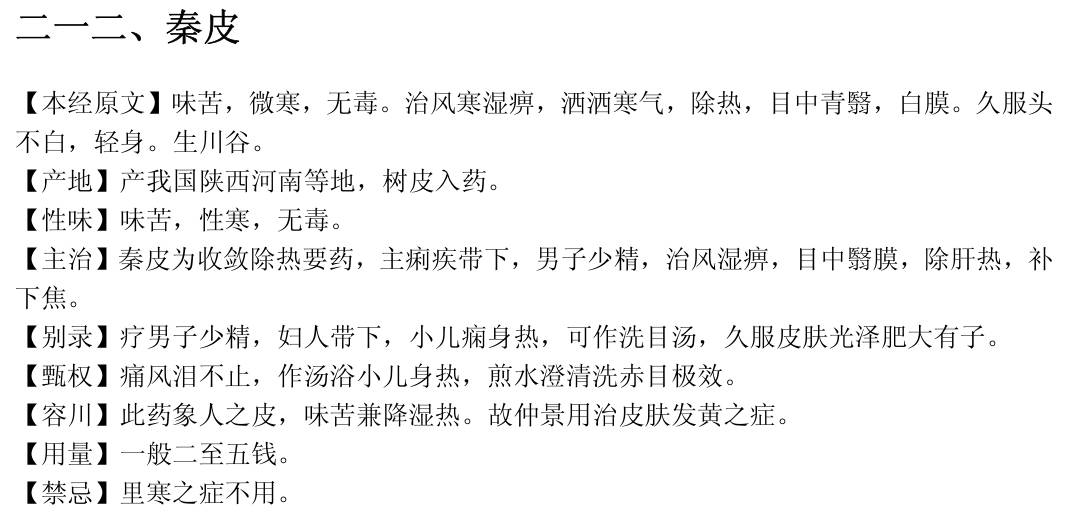 二一二、秦皮
【本经原文】味苦，微寒，无毒。治风寒湿痹，洒洒寒气，除热，目中青翳，白膜。久服头
不白，轻身。生川谷。
【产地】产我国陕西河南等地，树皮入药。
【性味】味苦，性寒，无毒。
【主治】秦皮为收敛除热要药，主痢疾带下，男子少精，治风湿痹，目中翳膜，除肝热，补
下焦。
【别录】疗男子少精，妇人带下，小儿痫身热，可作洗目汤，久服皮肤光泽肥大有子。
【甄权】痛风泪不止，作汤浴小儿身热，煎水澄清洗赤目极效。
【容川】此药象人之皮，味苦兼降湿热。故仲景用治皮肤发黄之症。
【用量】一般二至五钱。
【禁忌】里寒之症不用。